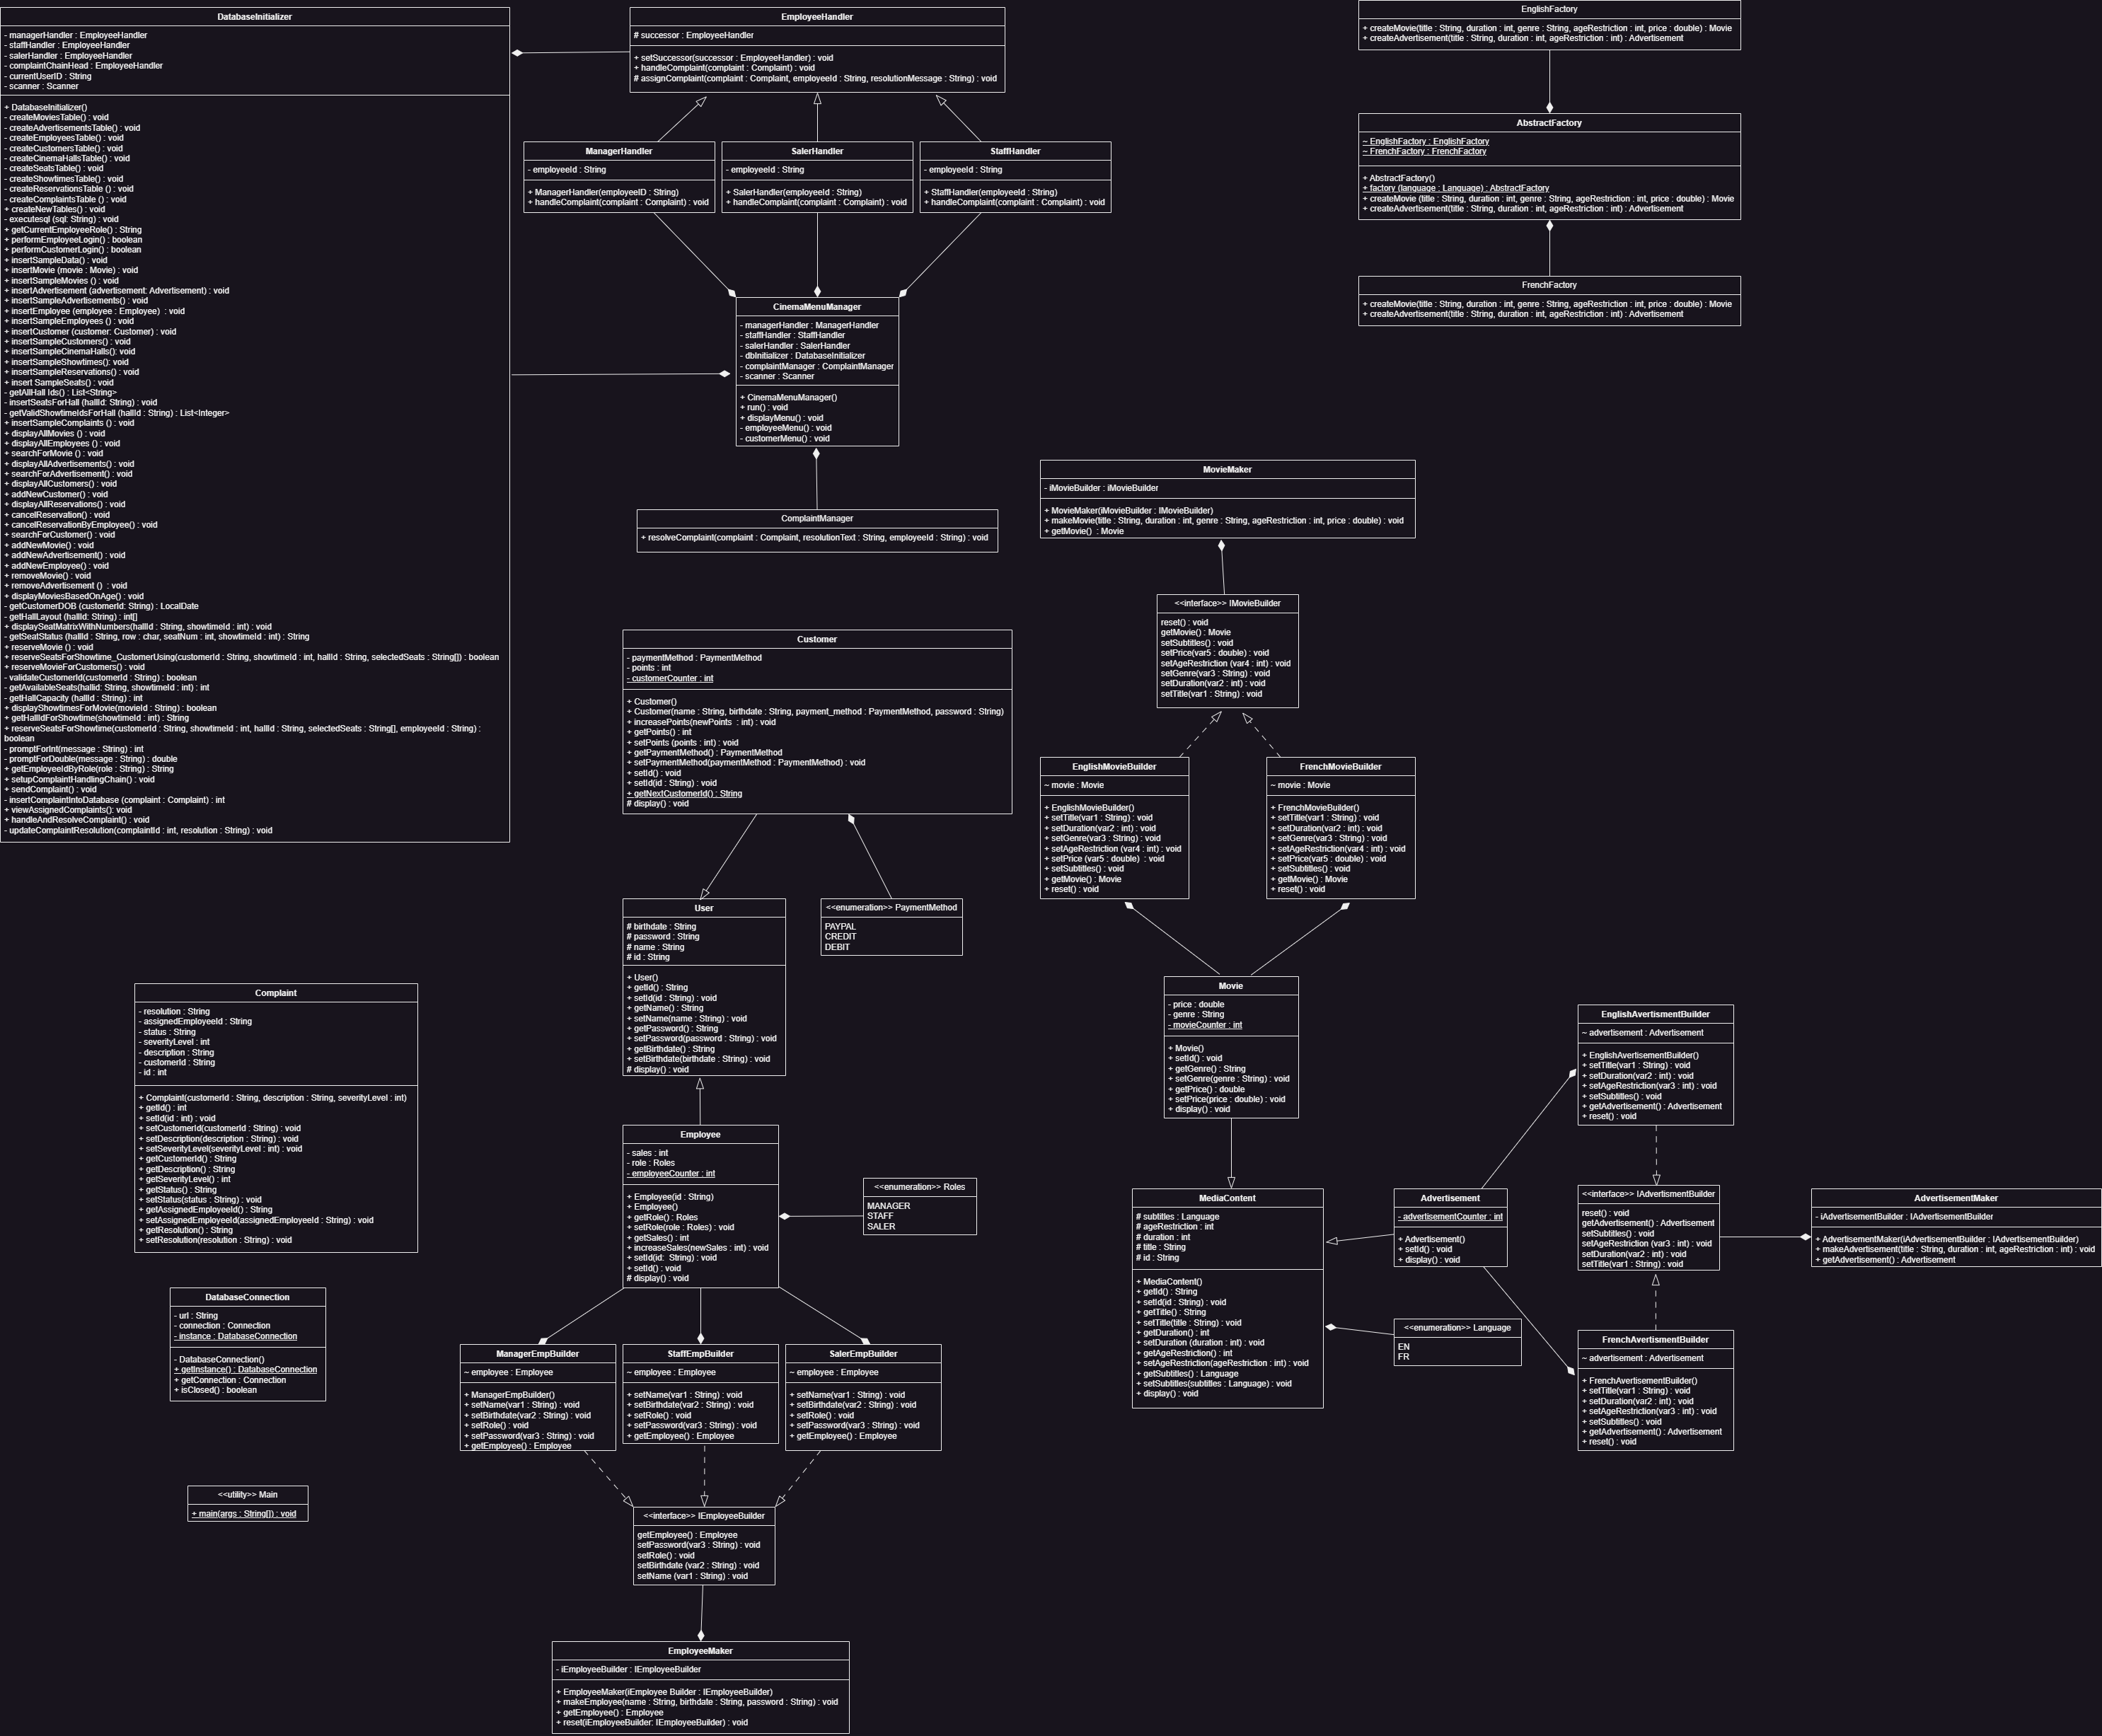 DatabaseInitializer
- managerHandler : EmployeeHandler
- staffHandler : EmployeeHandler
- salerHandler : EmployeeHandler
- complaintChainHead : EmployeeHandler
- currentUserID : String
- scanner : Scanner
+ DatabaseInitializer()
- createMoviesTable() : void
- createAdvertisementsTable() : void
- createEmployeesTable() : void
- createCustomersTable() : void
- createCinemaHallsTable() : void
- createSeatsTable() : void
- createShowtimesTable() : void
- createReservationsTable () : void
- createComplaintsTable () : void
+ createNewTables() : void
- executesql (sql: String) : void
+ getCurrentEmployeeRole() : String
+ performEmployeeLogin() : boolean
+ performCustomerLogin() : boolean
+ insertSampleData() : void
+ insertMovie (movie : Movie) : void
+ insertSampleMovies () : void
+ insertAdvertisement (advertisement: Advertisement) : void
+ insertSampleAdvertisements() : void
+ insertEmployee (employee : Employee)  : void
+ insertSampleEmployees () : void
+ insertCustomer (customer: Customer) : void
+ insertSampleCustomers() : void
+ insertSampleCinemaHalls(): void
+ insertSampleShowtimes(): void
+ insertSampleReservations() : void
+ insert SampleSeats() : void
- getAllHall Ids() : List<String>
- insertSeatsForHall (hallId: String) : void
- getValidShowtimeIdsForHall (hallId : String) : List<Integer>
+ insertSampleComplaints () : void
+ displayAllMovies () : void
+ displayAllEmployees () : void
+ searchForMovie () : void
+ displayAllAdvertisements() : void
+ searchForAdvertisement() : void
+ displayAllCustomers() : void
+ addNewCustomer() : void
+ displayAllReservations() : void
+ cancelReservation() : void
+ cancelReservationByEmployee() : void
+ searchForCustomer() : void
+ addNewMovie() : void
+ addNewAdvertisement() : void
+ addNewEmployee() : void
+ removeMovie() : void
+ removeAdvertisement ()  : void
+ displayMoviesBasedOnAge() : void
- getCustomerDOB (customerId: String) : LocalDate
- getHallLayout (hallId: String) : int[]
+ displaySeatMatrixWithNumbers(hallId : String, showtimeId : int) : void
- getSeatStatus (hallId : String, row : char, seatNum : int, showtimeId : int) : String
+ reserveMovie () : void
+ reserveSeatsForShowtime_CustomerUsing(customerId : String, showtimeId : int, hallId : String, selectedSeats : String[]) : boolean
+ reserveMovieForCustomers() : void
- validateCustomerId(customerId : String) : boolean
- getAvailableSeats(hallid: String, showtimeId : int) : int
- getHallCapacity (hallId : String) : int
+ displayShowtimesForMovie(movieId : String) : boolean
+ getHallIdForShowtime(showtimeId : int) : String
+ reserveSeatsForShowtime(customerId : String, showtimeId : int, hallId : String, selectedSeats : String[], employeeId : String) :
boolean
- promptForInt(message : String) : int
- promptForDouble(message : String) : double
+ getEmployeeIdByRole(role : String) : String
+ setupComplaintHandlingChain() : void
+ sendComplaint() : void
- insertComplaintIntoDatabase (complaint : Complaint) : int
+ viewAssignedComplaints(): void
+ handleAndResolveComplaint() : void
- updateComplaintResolution(complaintId : int, resolution : String) : void
EmployeeHandler
# successor : EmployeeHandler
+ setSuccessor(successor : EmployeeHandler) : void
+ handleComplaint(complaint : Complaint) : void
# assignComplaint(complaint : Complaint, employeeId : String, resolutionMessage : String) : void
ManagerHandler
- employeeId : String
+ ManagerHandler(employeeID : String)
+ handleComplaint(complaint : Complaint) : void
SalerHandler
- employeeId : String
+ SalerHandler(employeeId : String)
+ handleComplaint(complaint : Complaint) : void
StaffHandler
- employeeId : String
+ StaffHandler(employeeId : String)
+ handleComplaint(complaint : Complaint) : void
CinemaMenuManager
- managerHandler : ManagerHandler
- staffHandler : StaffHandler
- salerHandler : SalerHandler
- dbInitializer : DatabaseInitializer
- complaintManager : ComplaintManager
- scanner : Scanner
+ CinemaMenuManager()
+ run() : void
+ displayMenu() : void
- employeeMenu() : void
- customerMenu() : void
ComplaintManager
+ resolveComplaint(complaint : Complaint, resolutionText : String, employeeId : String) : void
EnglishFactory
+ createMovie(title : String, duration : int, genre : String, ageRestriction : int, price : double) : Movie
+ createAdvertisement(title : String, duration : int, ageRestriction : int) : Advertisement
AbstractFactory
~ EnglishFactory : EnglishFactory
~ FrenchFactory : FrenchFactory
+ AbstractFactory()
+ factory (language : Language) : AbstractFactory
+ createMovie (title : String, duration : int, genre : String, ageRestriction : int, price : double) : Movie
+ createAdvertisement(title : String, duration : int, ageRestriction : int) : Advertisement
FrenchFactory
+ createMovie(title : String, duration : int, genre : String, ageRestriction : int, price : double) : Movie
+ createAdvertisement(title : String, duration : int, ageRestriction : int) : Advertisement
MovieMaker
- iMovieBuilder : iMovieBuilder
+ MovieMaker(iMovieBuilder : IMovieBuilder)
+ makeMovie(title : String, duration : int, genre : String, ageRestriction : int, price : double) : void
+ getMovie()  : Movie
<<interface>> IMovieBuilder
reset() : void
getMovie() : Movie
setSubtitles() : void
setPrice(var5 : double) : void
setAgeRestriction (var4 : int) : void
setGenre(var3 : String) : void
setDuration(var2 : int) : void
setTitle(var1 : String) : void
EnglishMovieBuilder
~ movie : Movie
+ EnglishMovieBuilder()
+ setTitle(var1 : String) : void
+ setDuration(var2 : int) : void
+ setGenre(var3 : String) : void
+ setAgeRestriction (var4 : int) : void
+ setPrice (var5 : double)  : void
+ setSubtitles() : void
+ getMovie() : Movie
+ reset() : void
FrenchMovieBuilder
~ movie : Movie
+ FrenchMovieBuilder()
+ setTitle(var1 : String) : void
+ setDuration(var2 : int) : void
+ setGenre(var3 : String) : void
+ setAgeRestriction(var4 : int) : void
+ setPrice(var5 : double) : void
+ setSubtitles() : void
+ getMovie() : Movie
+ reset() : void
Customer
- paymentMethod : PaymentMethod
- points : int
- customerCounter : int
+ Customer()
+ Customer(name : String, birthdate : String, payment_method : PaymentMethod, password : String)
+ increasePoints(newPoints  : int) : void
+ getPoints() : int
+ setPoints (points : int) : void
+ getPaymentMethod() : PaymentMethod
+ setPaymentMethod(paymentMethod : PaymentMethod) : void
+ setId() : void
+ setId(id : String) : void
+ getNextCustomerId() : String
# display() : void
User
# birthdate : String
# password : String
# name : String
# id : String
+ User()
+ getId() : String
+ setId(id : String) : void
+ getName() : String
+ setName(name : String) : void
+ getPassword() : String
+ setPassword(password : String) : void
+ getBirthdate() : String
+ setBirthdate(birthdate : String) : void
# display() : void
<<enumeration>> PaymentMethod
PAYPAL
CREDIT
DEBIT
Complaint
- resolution : String
- assignedEmployeeId : String
- status : String
- severityLevel : int
- description : String
- customerId : String
- id : int
+ Complaint(customerId : String, description : String, severityLevel : int)
+ getId() : int
+ setId(id : int) : void
+ setCustomerId(customerId : String) : void
+ setDescription(description : String) : void
+ setSeverityLevel(severityLevel : int) : void
+ getCustomerId() : String
+ getDescription() : String
+ getSeverityLevel() : int
+ getStatus() : String
+ setStatus(status : String) : void
+ getAssignedEmployeeId() : String
+ setAssignedEmployeeId(assignedEmployeeId : String) : void
+ getResolution() : String
+ setResolution(resolution : String) : void
Employee
- sales : int
- role : Roles
- employeeCounter : int
+ Employee(id : String)
+ Employee()
+ getRole() : Roles
+ setRole(role : Roles) : void
+ getSales() : int
+ increaseSales(newSales : int) : void
+ setId(id:  String) : void
+ setId() : void
# display() : void
<<enumeration>> Roles
MANAGER
STAFF
SALER
Movie
- price : double
- genre : String
- movieCounter : int
+ Movie()
+ setId() : void
+ getGenre() : String
+ setGenre(genre : String) : void
+ getPrice() : double
+ setPrice(price : double) : void
+ display() : void
MediaContent
# subtitles : Language
# ageRestriction : int
# duration : int
# title : String
# id : String
+ MediaContent()
+ getId() : String
+ setId(id : String) : void
+ getTitle() : String
+ setTitle(title : String) : void
+ getDuration() : int
+ setDuration (duration : int) : void
+ getAgeRestriction() : int
+ setAgeRestriction(ageRestriction : int) : void
+ getSubtitles() : Language
+ setSubtitles(subtitles : Language) : void
+ display() : void
Advertisement
- advertisementCounter : int
+ Advertisement()
+ setId() : void
+ display() : void
<<enumeration>> Language
EN
FR
EnglishAvertismentBuilder
~ advertisement : Advertisement
+ EnglishAvertisementBuilder()
+ setTitle(var1 : String) : void
+ setDuration(var2 : int) : void
+ setAgeRestriction(var3 : int) : void
+ setSubtitles() : void
+ getAdvertisement() : Advertisement
+ reset() : void
<<interface>> IAdvertismentBuilder
reset() : void
getAdvertisement() : Advertisement
setSubtitles() : void
setAgeRestriction (var3 : int) : void
setDuration(var2 : int) : void
setTitle(var1 : String) : void
AdvertisementMaker
- iAdvertisementBuilder : IAdvertisementBuilder
+ AdvertisementMaker(iAdvertisementBuilder : IAdvertisementBuilder)
+ makeAdvertisement(title : String, duration : int, ageRestriction : int) : void
+ getAdvertisement() : Advertisement
FrenchAvertismentBuilder
~ advertisement : Advertisement
+ FrenchAvertisementBuilder()
+ setTitle(var1 : String) : void
+ setDuration(var2 : int) : void
+ setAgeRestriction(var3 : int) : void
+ setSubtitles() : void
+ getAdvertisement() : Advertisement
+ reset() : void
DatabaseConnection
- url : String
- connection : Connection
- instance : DatabaseConnection
- DatabaseConnection()
+ getInstance() : DatabaseConnection
+ getConnection : Connection
+ isClosed() : boolean
ManagerEmpBuilder
~ employee : Employee
+ ManagerEmpBuilder()
+ setName(var1 : String) : void
+ setBirthdate(var2 : String) : void
+ setRole() : void
+ setPassword(var3 : String) : void
+ getEmployee() : Employee
StaffEmpBuilder
~ employee : Employee
+ setName(var1 : String) : void
+ setBirthdate(var2 : String) : void
+ setRole() : void
+ setPassword(var3 : String) : void
+ getEmployee() : Employee
SalerEmpBuilder
~ employee : Employee
+ setName(var1 : String) : void
+ setBirthdate(var2 : String) : void
+ setRole() : void
+ setPassword(var3 : String) : void
+ getEmployee() : Employee
<<utility>> Main
+ main(args : String[]) : void
<<interface>> IEmployeeBuilder
getEmployee() : Employee
setPassword(var3 : String) : void
setRole() : void
setBirthdate (var2 : String) : void
setName (var1 : String) : void
EmployeeMaker
- iEmployeeBuilder : IEmployeeBuilder
+ EmployeeMaker(iEmployee Builder : IEmployeeBuilder)
+ makeEmployee(name : String, birthdate : String, password : String) : void
+ getEmployee() : Employee
+ reset(iEmployeeBuilder: IEmployeeBuilder) : void